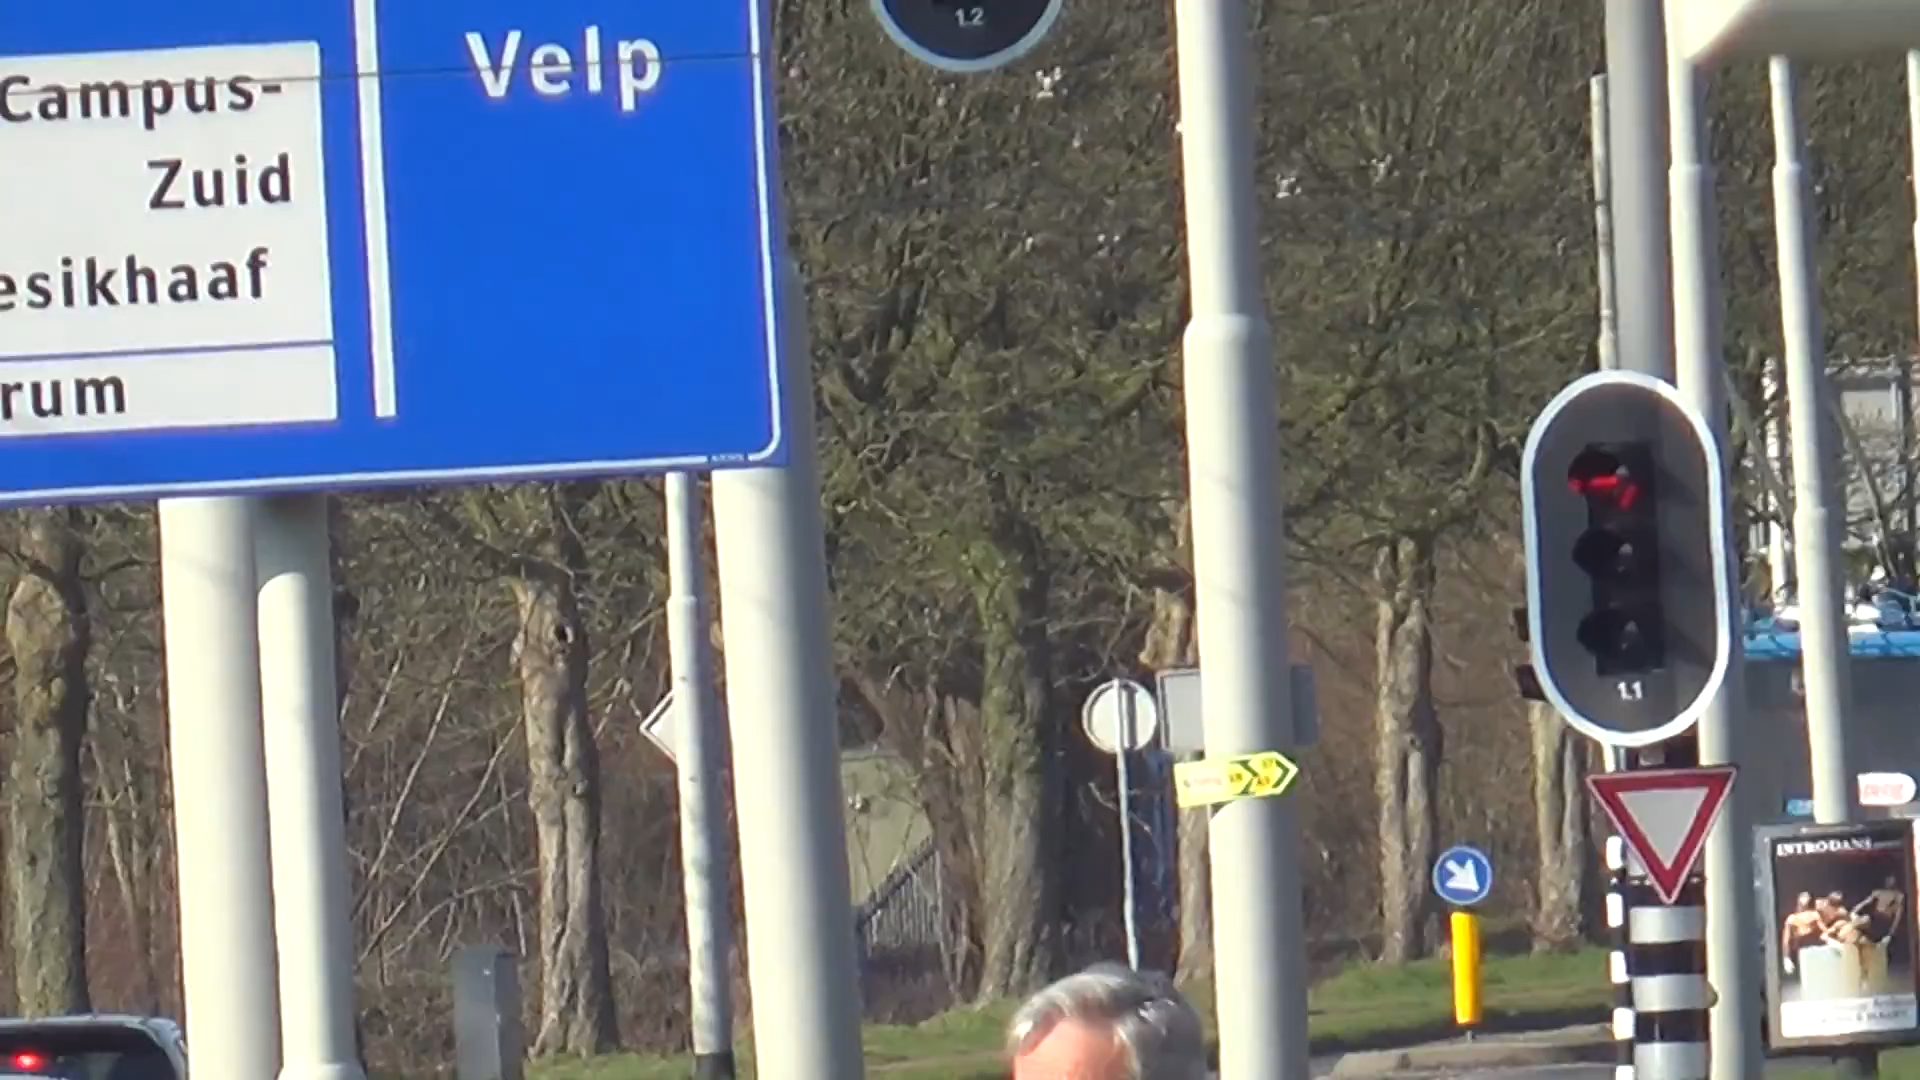 Velp
Campus-
Zuid
esikhaaf
rum
1.2
1.1
INTRODANS